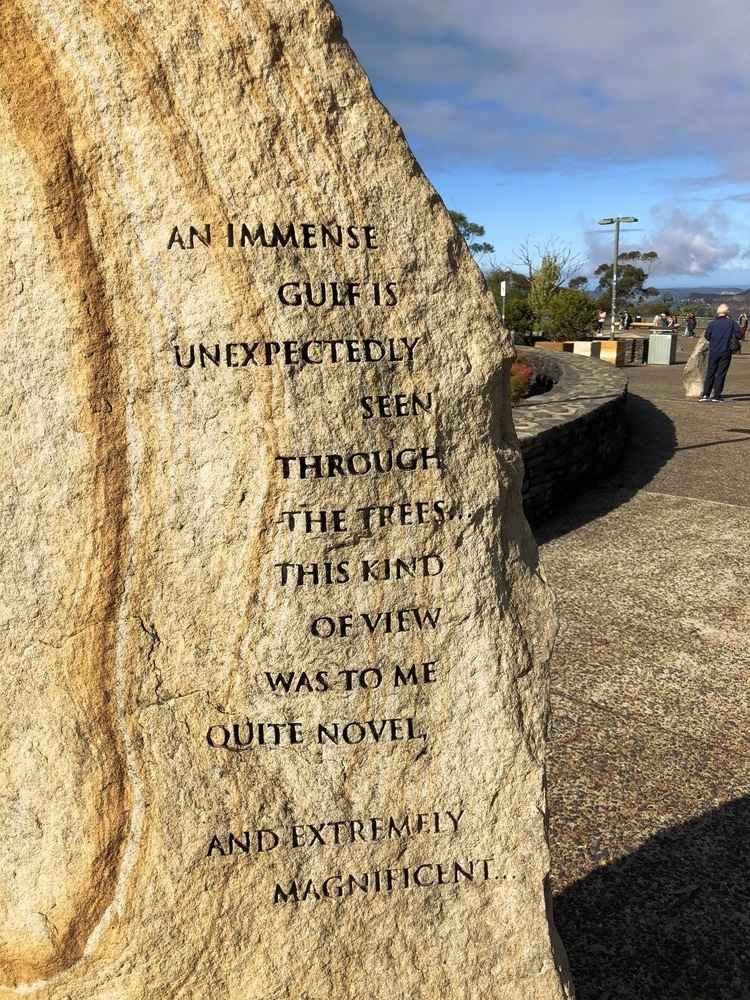 AN IMMENSE
GULF IS
UNEXPECTEDLY
SEEN
THROUGH
THE TREES...
THIS KIND
OF VIEW
WAS TO ME
QUITE NOVEL,
AND EXTREMELY
MAGNIFICENT...